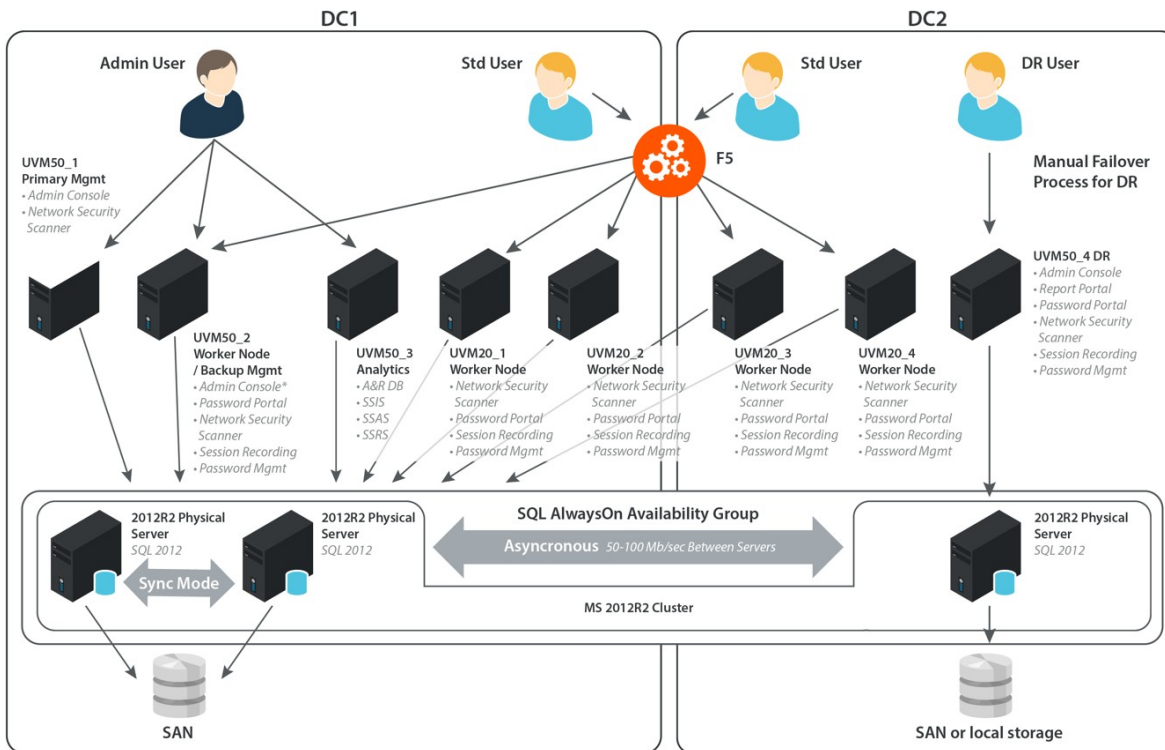 DC1
DC2
Admin User
Std User
Std User
DR User
F5
Manual Failover
Process for DR
UVM50_1
Primary Mgmt
• Admin Console
• Network Security
Scanner
UVM50_2
Worker Node
/ Backup Mgmt
• Admin Console*
• Password Portal
• Network Security
Scanner
• Session Recording
• Password Mgmt
UVM50_3
Analytics
• A&R DB
• SSIS
• SSAS
• SSRS
UVM20_1
Worker Node
• Network Security
Scanner
• Password Portal
• Session Recording
• Password Mgmt
UVM20_2
Worker Node
• Network Security
Scanner
• Password Portal
• Session Recording
• Password Mgmt
UVM20_3
Worker Node
• Network Security
Scanner
• Password Portal
• Session Recording
• Password Mgmt
UVM20_4
Worker Node
• Network Security
Scanner
• Password Portal
• Session Recording
• Password Mgmt
UVM50_4 DR
• Admin Console
• Report Portal
• Password Portal
• Network Security
Scanner
• Session Recording
• Password Mgmt
2012R2 Physical
Server
SQL 2012
2012R2 Physical
Server
SQL 2012
Sync Mode
SQL AlwaysOn Availability Group
Asyncronous 50-100 Mb/sec Between Servers
MS 2012R2 Cluster
2012R2 Physical
Server
SQL 2012
SAN
SAN or local storage